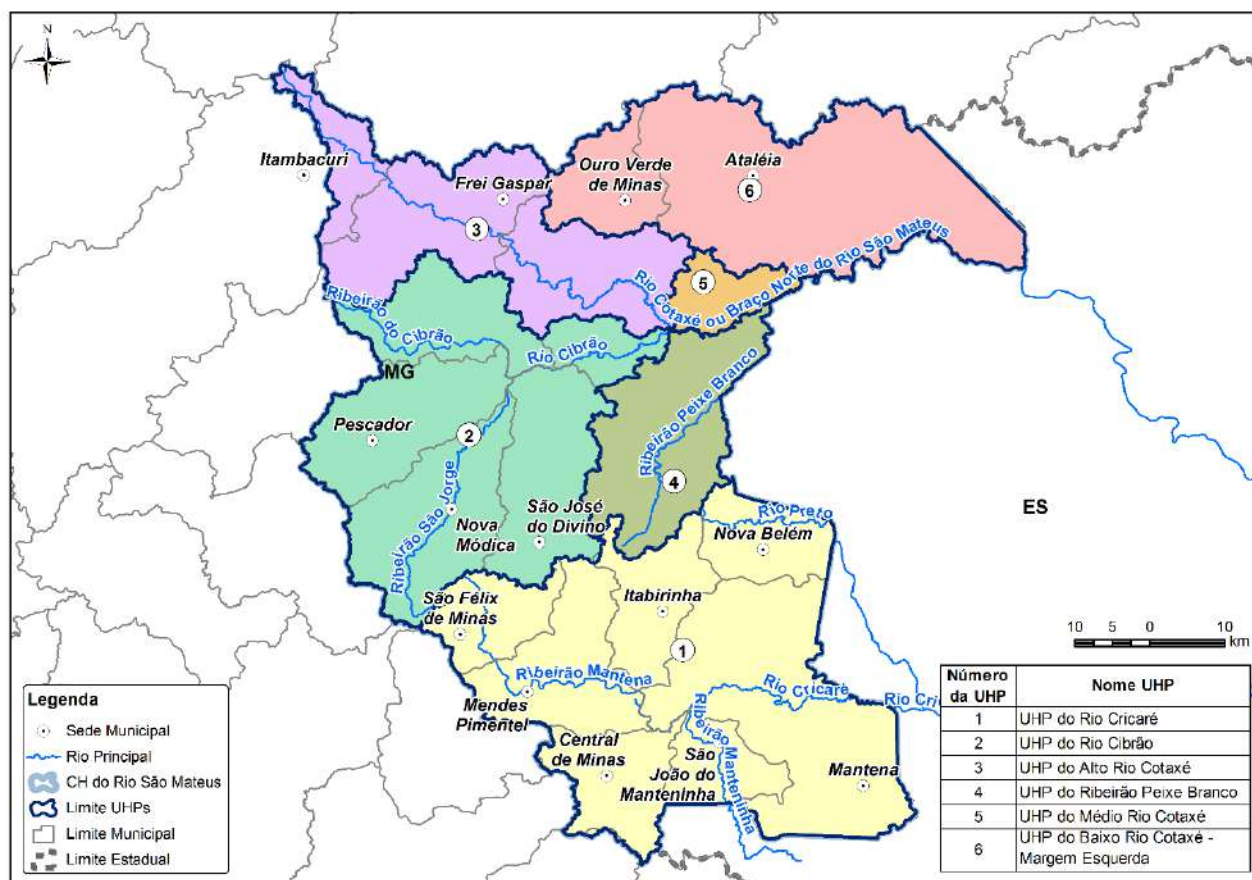 N
Itambacuri
Frei Gaspar
Ouro Verde
de Minas
Ataléia
6
3
5
Rio Cotaxé ou Braço Norte do Rio São Mateus
Ribeirão do Cibrão
Rio Cibrão
MG
Ribeirão Peixe Branco
Pescador
2
4
Ribeirão São Jorge
Nova
Módica
São José
do Divino
ES
Rio Preto
Nova Belém
São Félix
de Minas
Itabirinha
1
Ribeirão Mantena
Mendes
Pimentel
Rio Cricaré
Rio Cri
Ribeirão Manteninha
Central
de Minas
São
João do
Manteninha
Mantena
10 5 0 10
km
Legenda
Sede Municipal
Rio Principal
CH do Rio São Mateus
Limite UHPs
Limite Municipal
Limite Estadual
Número
da UHP
Nome UHP
1 UHP do Rio Cricaré
2 UHP do Rio Cibrão
3 UHP do Alto Rio Cotaxé
4 UHP do Ribeirão Peixe Branco
5 UHP do Médio Rio Cotaxé
6 UHP do Baixo Rio Cotaxé -
Margem Esquerda